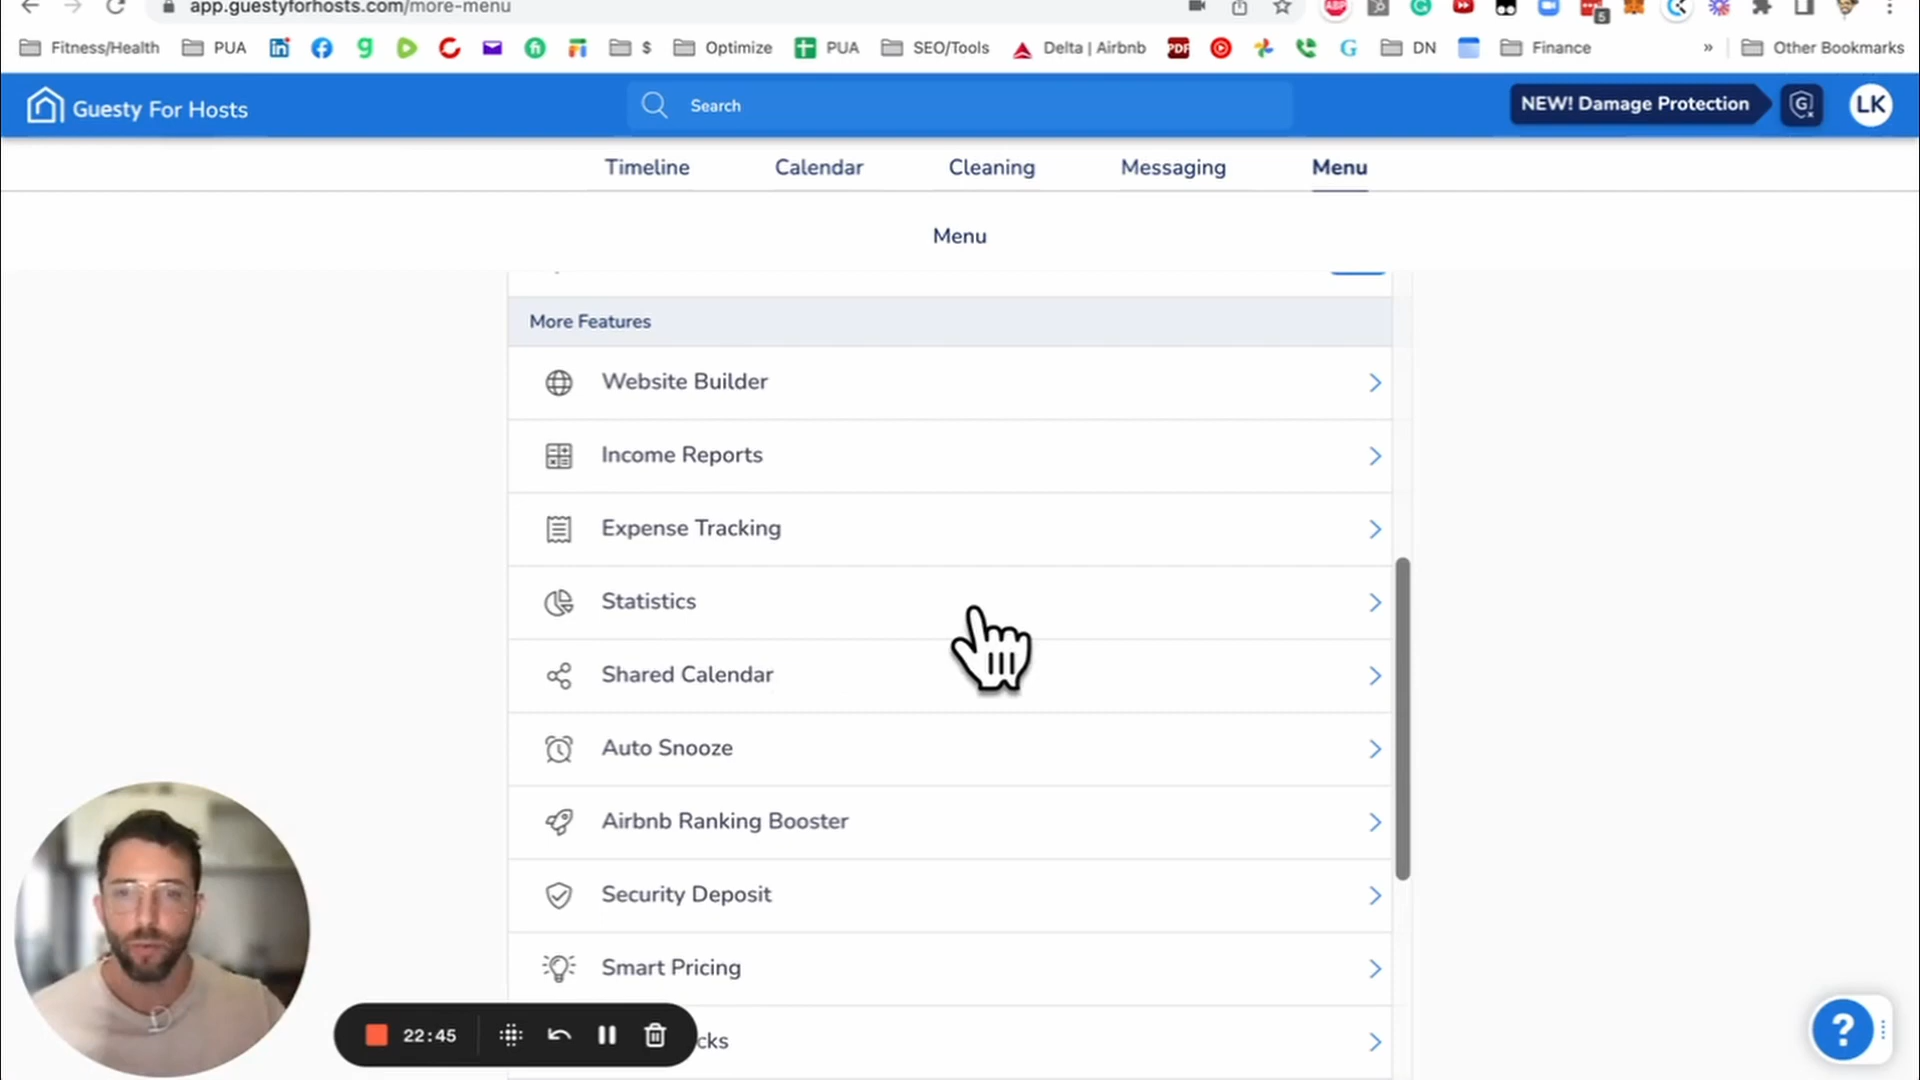 app.guestyforhosts.com/more-menu
5
Fitness/Health PUA $ Optimize PUA SEO/Tools Delta | Airbnb PDF G DN Finance » Other Bookmarks
Guesty For Hosts Search NEW! Damage Protection G LK
Timeline Calendar Cleaning Messaging Menu
Menu
More Features
Website Builder
Income Reports
Expense Tracking
Statistics
Shared Calendar
Auto Snooze
Airbnb Ranking Booster
Security Deposit
Smart Pricing
22:45 cks ?